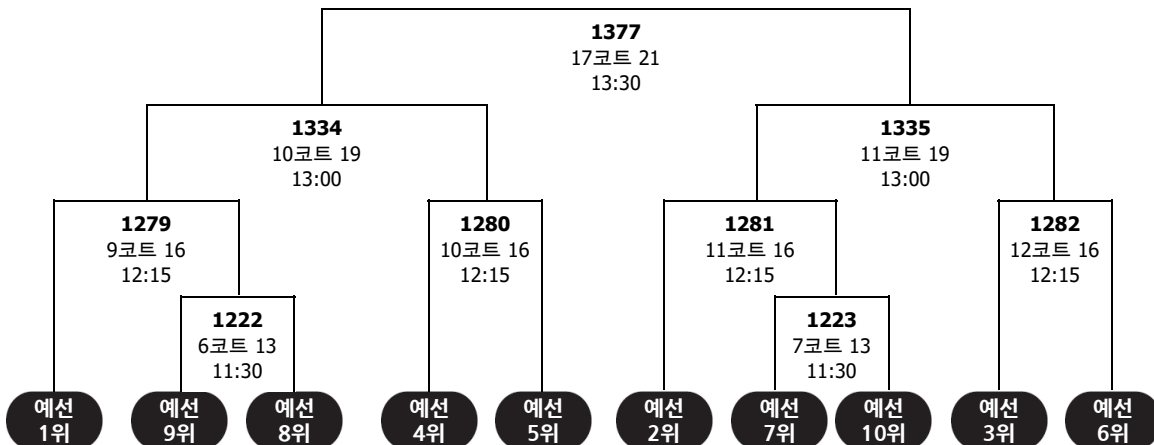 1377
17코트 21
13:30
1334
10코트 19
13:00
1335
11코트 19
13:00
1279
9코트 16
12:15
1280
10코트 16
12:15
1281
11코트 16
12:15
1282
12코트 16
12:15
1222
6코트 13
11:30
1223
7코트 13
11:30
예선
1위
예선
9위
예선
8위
예선
4위
예선
5위
예선
2위
예선
7위
예선
10위
예선
3위
예선
6위